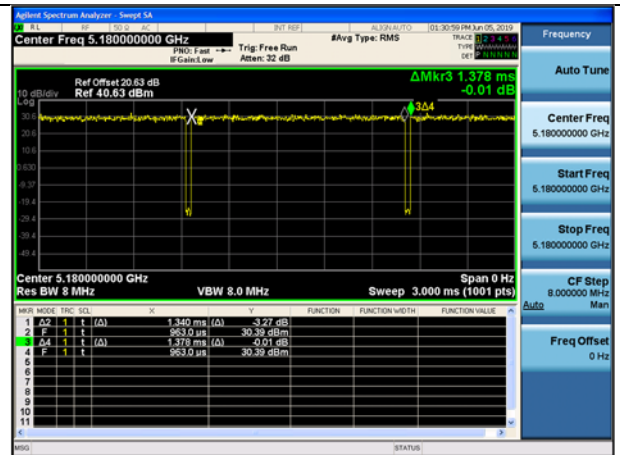 Agilent Spectrum Analyzer - Swept SA
RL RF 50 Ω AC INT REF ALIGNAUTO 01:30:59 PM Jun 05, 2019
Center Freq 5.180000000 GHz #Avg Type: RMS TRACE 1 2 3 4 5 6
PNO: Fast Trig: Free Run TYPE
IFGain:Low Atten: 32 dB DET P N N N N N
Ref Offset 20.63 dB ΔMkr3 1.378 ms
10 dB/div Ref 40.63 dBm -0.01 dB
Log
30.6
20.6
10.6
0.630
-9.37
-19.4
-29.4
-39.4
-49.4
3Δ4
Center 5.180000000 GHz Span 0 Hz
Res BW 8 MHz VBW 8.0 MHz Sweep 3.000 ms (1001 pts)
MKR MODE TRC SCL X Y FUNCTION FUNCTION WIDTH FUNCTION VALUE
1 Δ2 1 t (Δ) 1.340 ms (Δ) -3.27 dB
2 F 1 t 963.0 µs 30.39 dBm
3 Δ4 1 t (Δ) 1.378 ms (Δ) -0.01 dB
4 F 1 t 963.0 µs 30.39 dBm
5
6
7
8
9
10
11
MSG STATUS
Frequency
Auto Tune
Center Freq
5.180000000 GHz
Start Freq
5.180000000 GHz
Stop Freq
5.180000000 GHz
CF Step
8.000000 MHz
Auto Man
Freq Offset
0 Hz